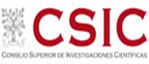 CSIC
CONSEJO SUPERIOR DE INVESTIGACIONES CIENTÍFICAS